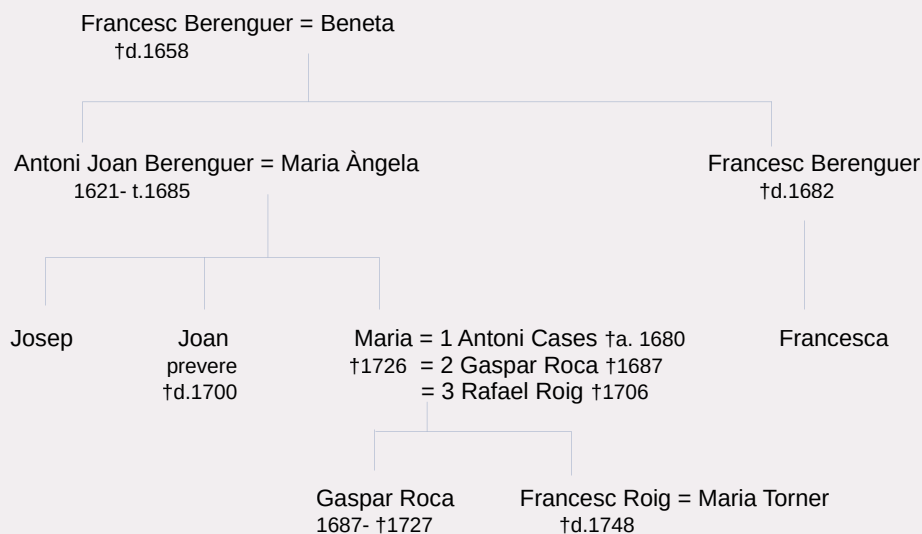 Francesc Berenguer = Beneta
†d.1658
Antoni Joan Berenguer = Maria Àngela
1621- t.1685
Francesc Berenguer
†d.1682
Josep
Joan
prevere
†d.1700
Maria = 1 Antoni Cases †a. 1680
†1726 = 2 Gaspar Roca †1687
= 3 Rafael Roig †1706
Francesca
Gaspar Roca
1687- †1727
Francesc Roig = Maria Torner
†d.1748